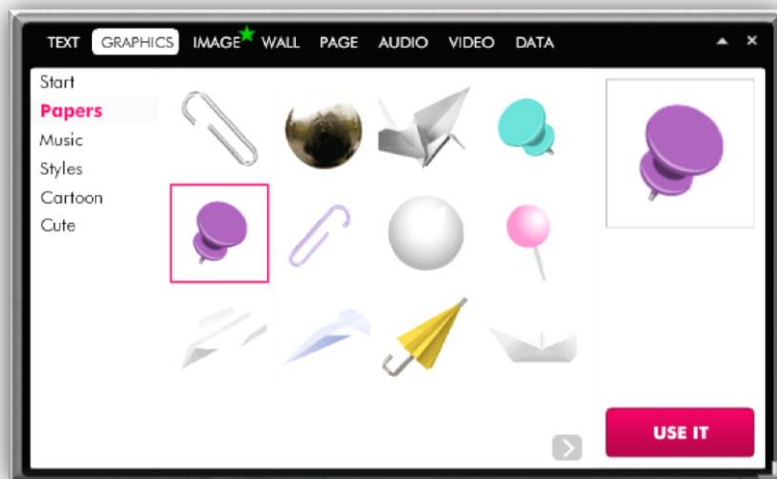 TEXT GRAPHICS IMAGE WALL PAGE AUDIO VIDEO DATA
Start
Papers
Music
Styles
Cartoon
Cute
USE IT